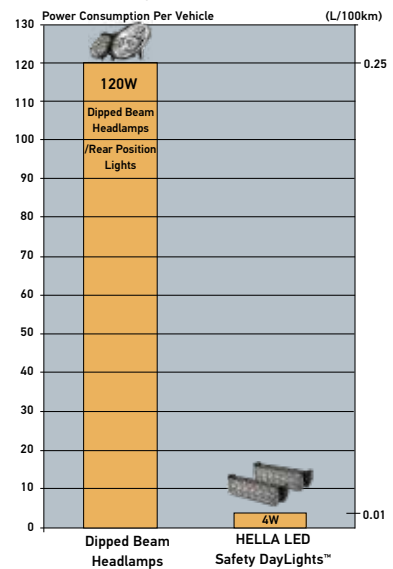 Power Consumption Per Vehicle (L/100km)
130
120
110
100
90
80
70
60
50
40
30
20
10
0
0.25
0.01
120W
Dipped Beam
Headlamps
/Rear Position
Lights
4W
Dipped Beam
Headlamps
HELLA LED
Safety DayLights™